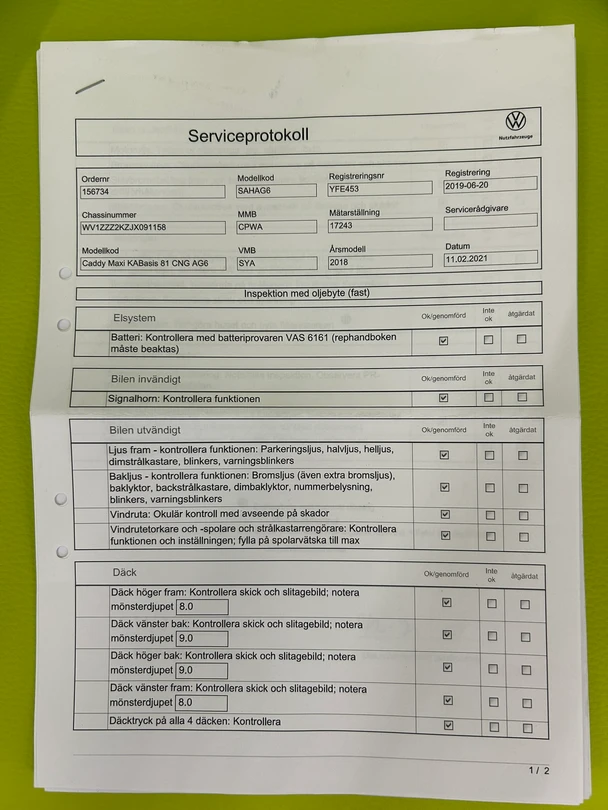 Serviceprotokoll
Nutzfahrzeuge
Ordernr Modellkod Registreringsnr Registrering
156734 SAHAG6 YFE453 2019-06-20
Chassinummer MMB Mätarställning Servicerådgivare
WV1ZZZ2KZJX091158 CPWA 17243
Modellkod VMB Årsmodell Datum
Caddy Maxi KABasis 81 CNG AG6 SYA 2018 11.02.2021
Inspektion med oljebyte (fast)
Elsystem Ok/genomförd Inte ok åtgärdat
Batteri: Kontrollera med batteriprovaren VAS 6161 (rephandboken
måste beaktas)
Bilen invändigt Ok/genomförd Inte ok åtgärdat
Signalhorn: Kontrollera funktionen
Bilen utvändigt Ok/genomförd Inte ok åtgärdat
Ljus fram - kontrollera funktionen: Parkeringsljus, halvljus, helljus,
dimstrålkastare, blinkers, varningsblinkers
Bakljus - kontrollera funktionen: Bromsljus (även extra bromsljus),
baklyktor, backstrålkastare, dimbaklyktor, nummerbelysning,
blinkers, varningsblinkers
Vindruta: Okulär kontroll med avseende på skador
Vindrutetorkare och -spolare och strålkastarrengörare: Kontrollera
funktionen och inställningen; fylla på spolarvätska till max
Däck Ok/genomförd Inte ok åtgärdat
Däck höger fram: Kontrollera skick och slitagebild; notera
mönsterdjupet 8.0
Däck vänster bak: Kontrollera skick och slitagebild; notera
mönsterdjupet 9.0
Däck höger bak: Kontrollera skick och slitagebild; notera
mönsterdjupet 9.0
Däck vänster fram: Kontrollera skick och slitagebild; notera
mönsterdjupet 8.0
Däcktryck på alla 4 däcken: Kontrollera
1 / 2